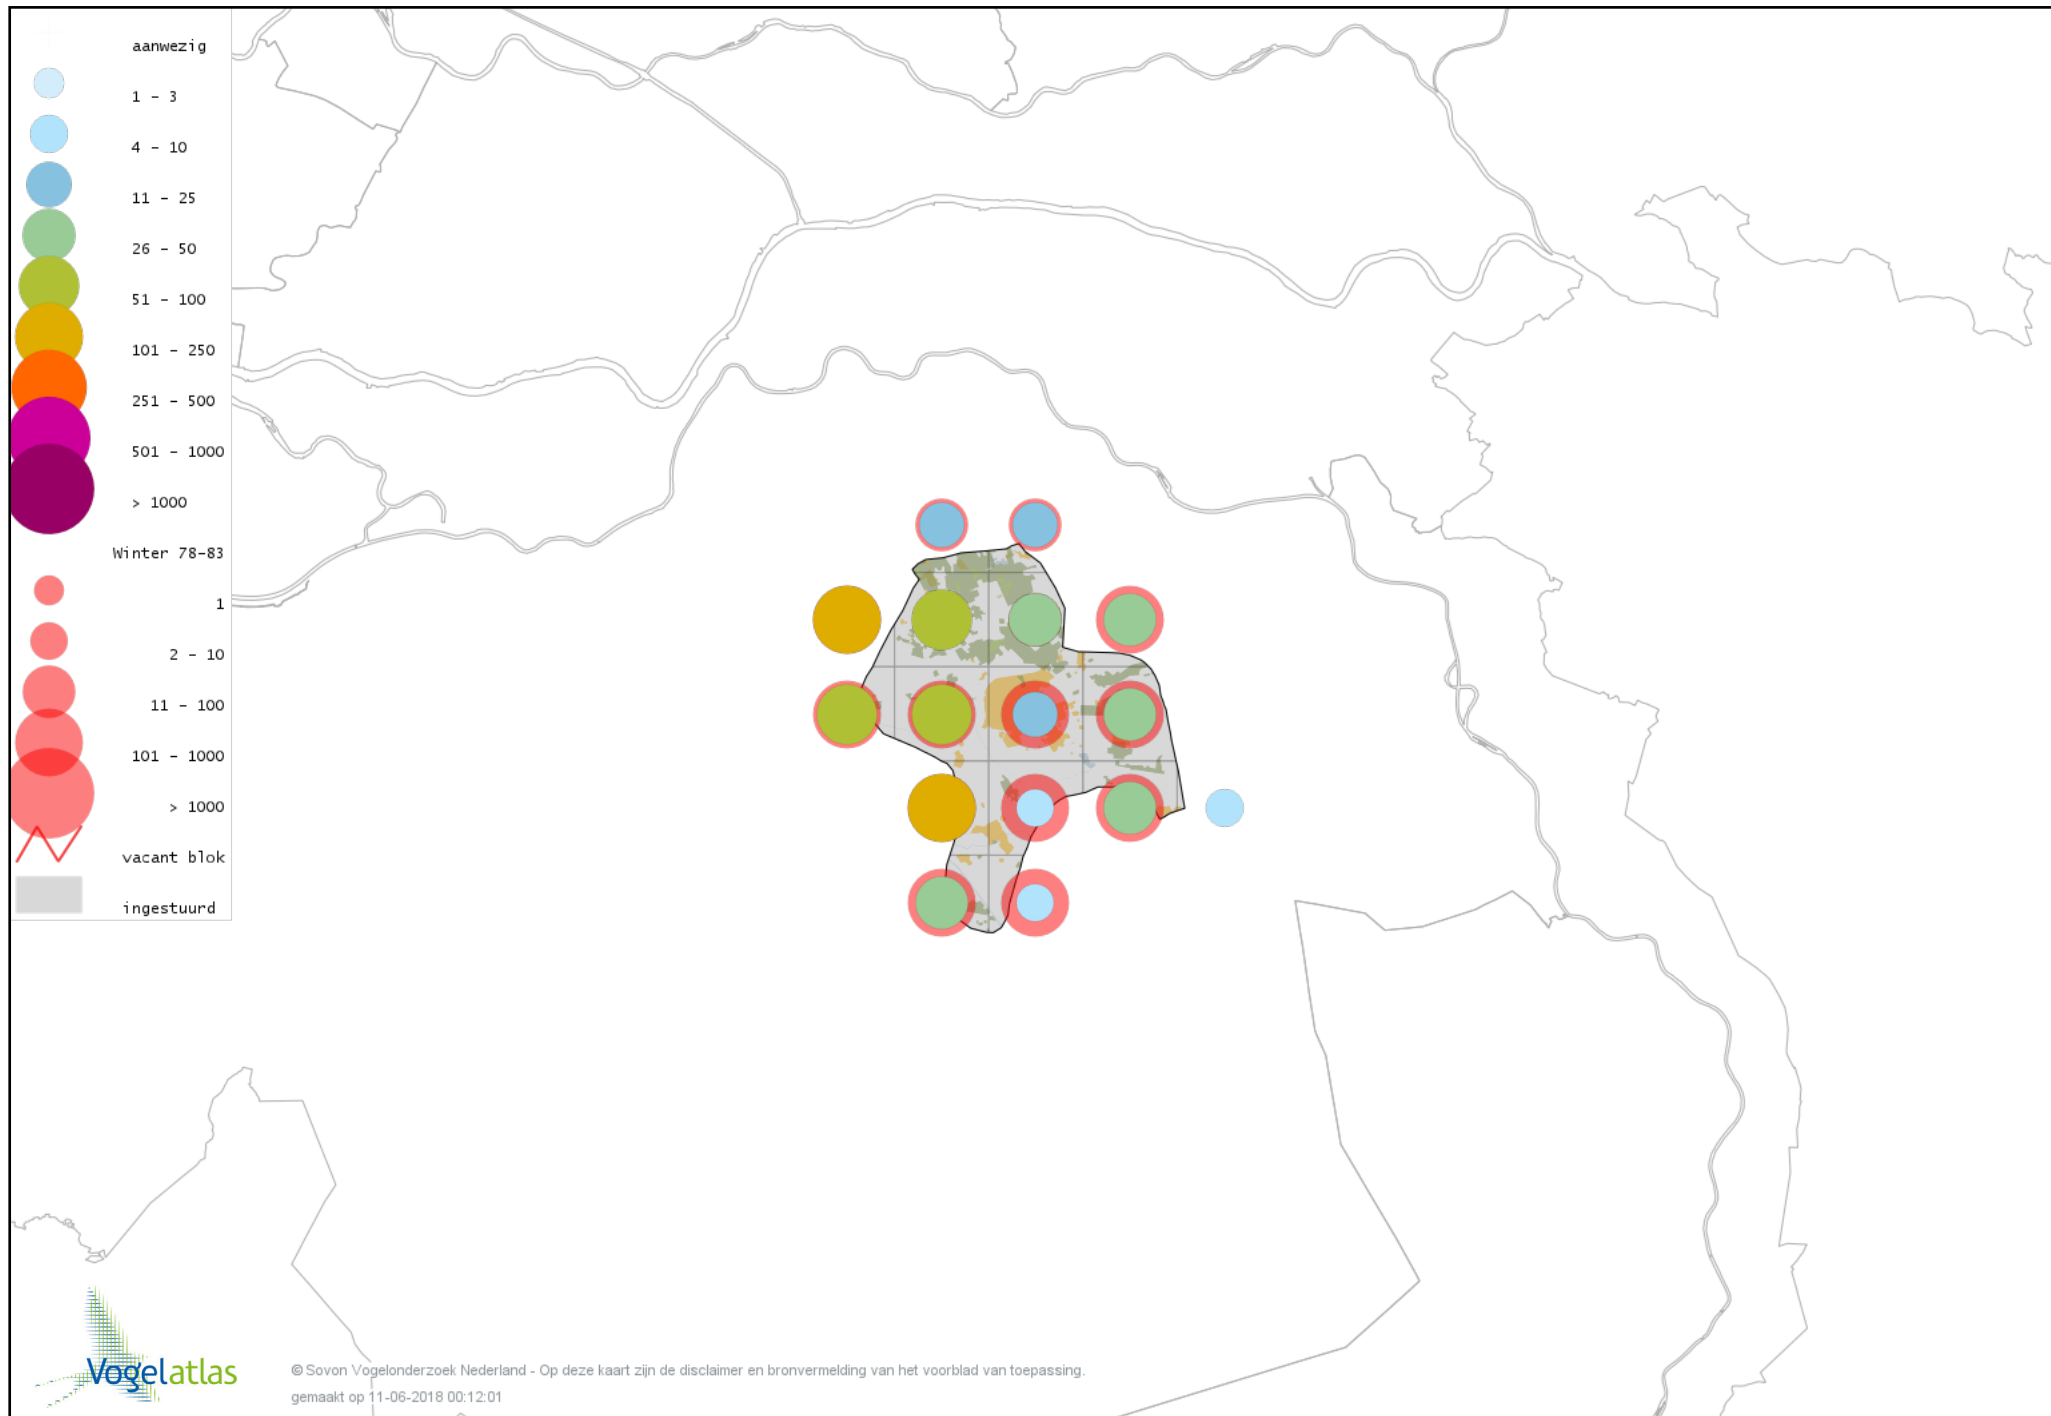 aanwezig
1 - 3
4 - 10
11 - 25
26 - 50
51 - 100
101 - 250
251 - 500
501 - 1000
> 1000
Winter 78-83
1
2 - 10
11 - 100
101 - 1000
> 1000
vacant blok
ingestuurd
Vogelatlas
© Sovon Vogelonderzoek Nederland - Op deze kaart zijn de disclaimer en bronvermelding van het voorblad van toepassing.
gemaakt op 11-06-2018 00:12:01